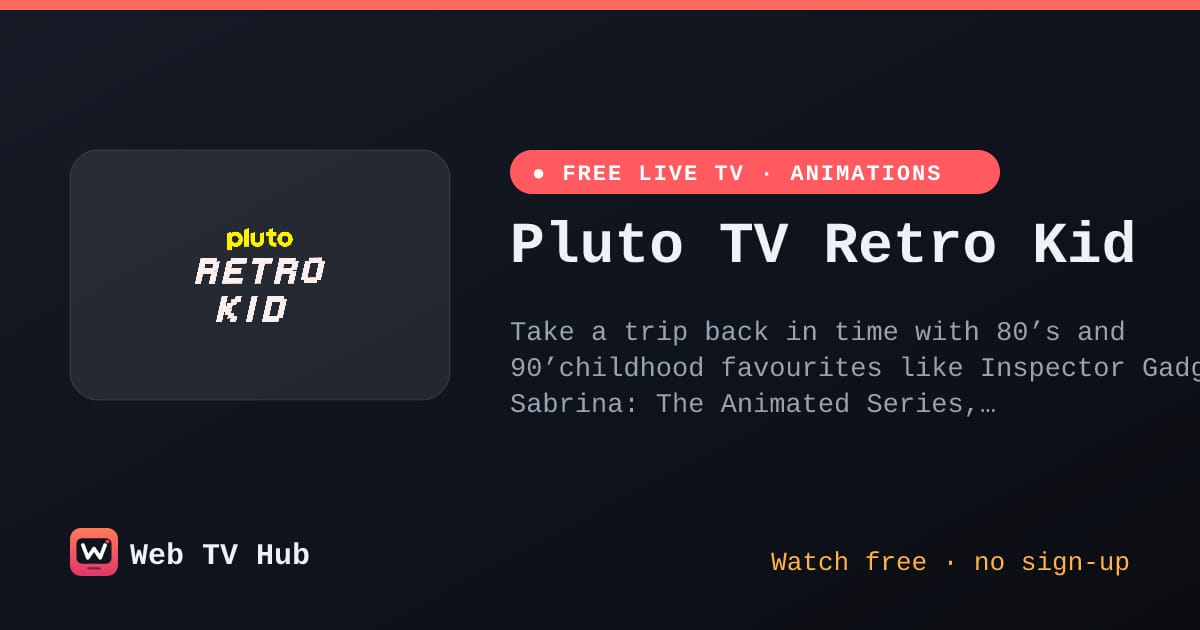 pluto
RETRO
KID
• FREE LIVE TV · ANIMATIONS
Pluto TV Retro Kid
Take a trip back in time with 80’s and
90’childhood favourites like Inspector Gadg
Sabrina: The Animated Series,…
Web TV Hub
Watch free · no sign-up